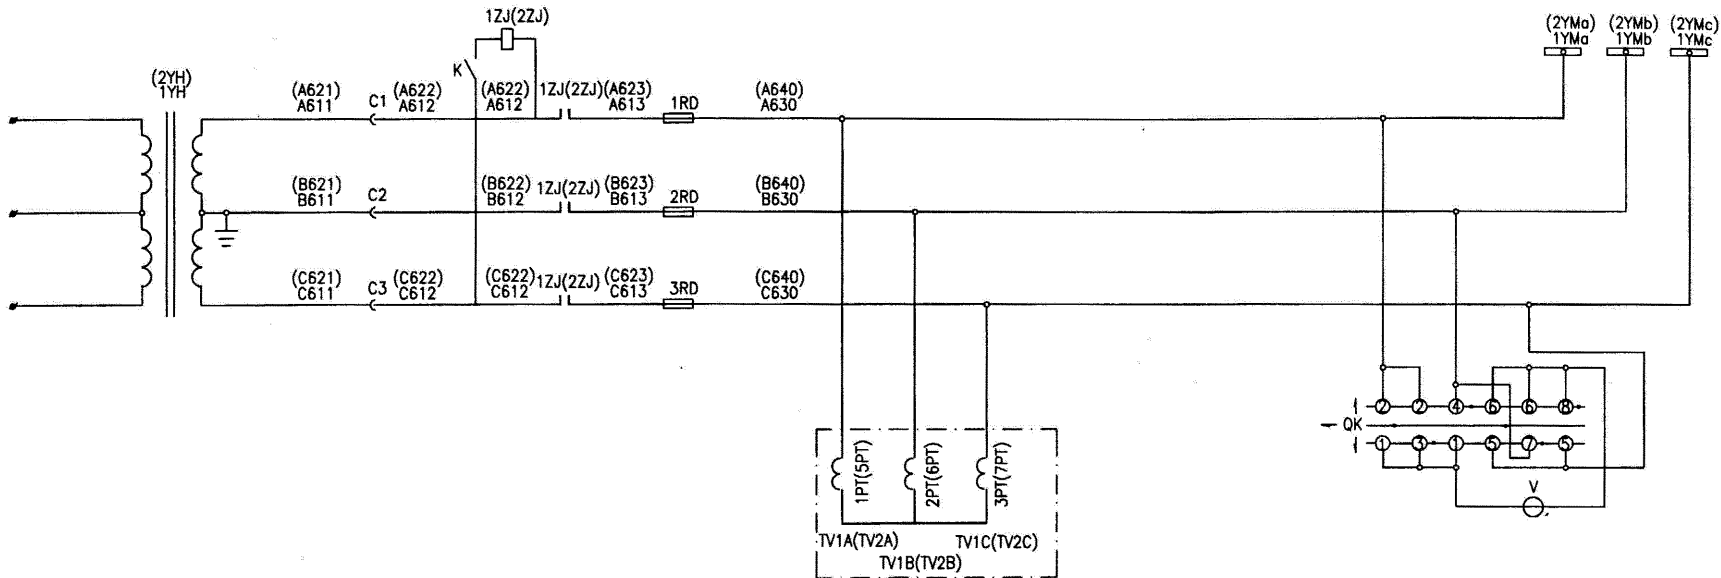 1ZJ(2ZJ)
(2YMa) (2YMb) (2YMc)
1YMa 1YMb 1YMc
K
(2YH)
1YH
(A621) (A622) (A622) 1ZJ(2ZJ) (A623) (A640)
A611 C1 A612 A612 A613 1RD A630
(B621) (B622) 1ZJ(2ZJ) (B623) (B640)
B611 C2 B612 B613 2RD B630
(C621) (C622) (C622) 1ZJ(2ZJ) (C623) (C640)
C611 C3 C612 C612 C613 3RD C630
2 2 4 6 6 8
QK
1 3 1 5 7 5
1PT(5PT)
2PT(6PT)
3PT(7PT)
V
TV1A(TV2A) TV1C(TV2C)
TV1B(TV2B)